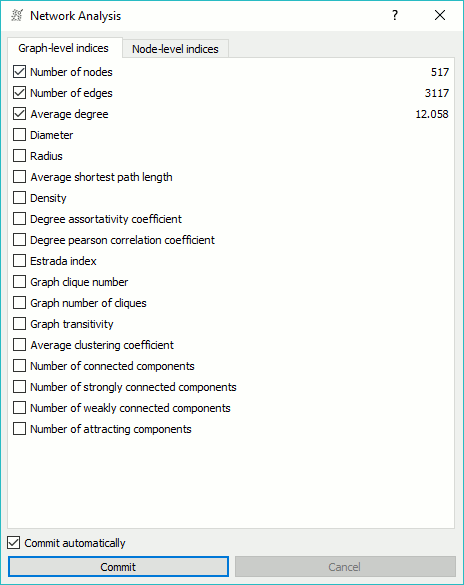 Network Analysis ?
Graph-level indices Node-level indices
Number of nodes 517
Number of edges 3117
Average degree 12.058
Diameter
Radius
Average shortest path length
Density
Degree assortativity coefficient
Degree pearson correlation coefficient
Estrada index
Graph clique number
Graph number of cliques
Graph transitivity
Average clustering coefficient
Number of connected components
Number of strongly connected components
Number of weakly connected components
Number of attracting components
Commit automatically
Commit Cancel